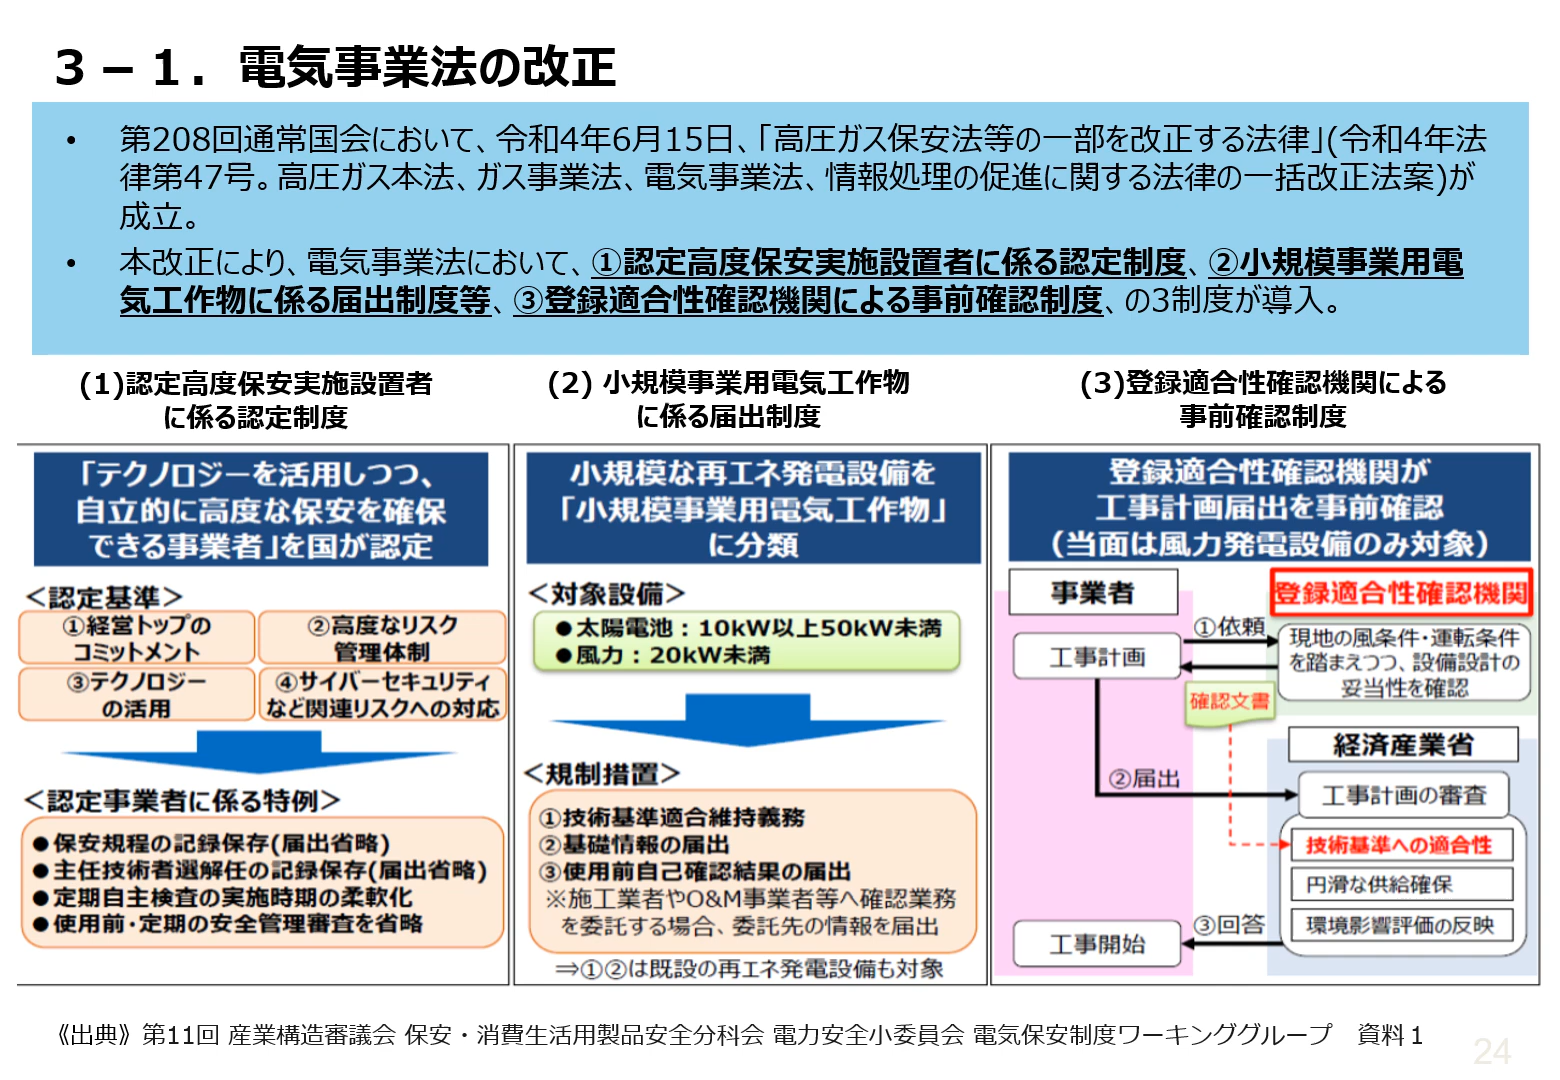 ３－１．電気事業法の改正
• 第208回通常国会において、令和4年6月15日、「高圧ガス保安法等の一部を改正する法律」(令和4年法
律第47号。高圧ガス本法、ガス事業法、電気事業法、情報処理の促進に関する法律の一括改正法案)が
成立。
• 本改正により、電気事業法において、①認定高度保安実施設置者に係る認定制度、②小規模事業用電
気工作物に係る届出制度等、③登録適合性確認機関による事前確認制度、の3制度が導入。
(1)認定高度保安実施設置者
に係る認定制度
「テクノロジーを活用しつつ、
自立的に高度な保安を確保
できる事業者」を国が認定
＜認定基準＞
①経営トップの
コミットメント
②高度なリスク
管理体制
③テクノロジー
の活用
④サイバーセキュリティ
など関連リスクへの対応
＜認定事業者に係る特例＞
●保安規程の記録保存(届出省略)
●主任技術者選解任の記録保存(届出省略)
●定期自主検査の実施時期の柔軟化
●使用前・定期の安全管理審査を省略
(2) 小規模事業用電気工作物
に係る届出制度
小規模な再エネ発電設備を
「小規模事業用電気工作物」
に分類
＜対象設備＞
●太陽電池：10kW以上50kW未満
●風力：20kW未満
＜規制措置＞
①技術基準適合維持義務
②基礎情報の届出
③使用前自己確認結果の届出
※施工業者やO&M事業者等へ確認業務
を委託する場合、委託先の情報を届出
⇒①②は既設の再エネ発電設備も対象
(3)登録適合性確認機関による
事前確認制度
登録適合性確認機関が
工事計画届出を事前確認
（当面は風力発電設備のみ対象）
事業者
登録適合性確認機関
①依頼
工事計画
現地の風条件・運転条件
を踏まえつつ、設備設計の
妥当性を確認
確認文書
経済産業省
②届出
工事計画の審査
技術基準への適合性
円滑な供給確保
環境影響評価の反映
③回答
工事開始
《出典》第11回 産業構造審議会 保安・消費生活用製品安全分科会 電力安全小委員会 電気保安制度ワーキンググループ　資料１
24